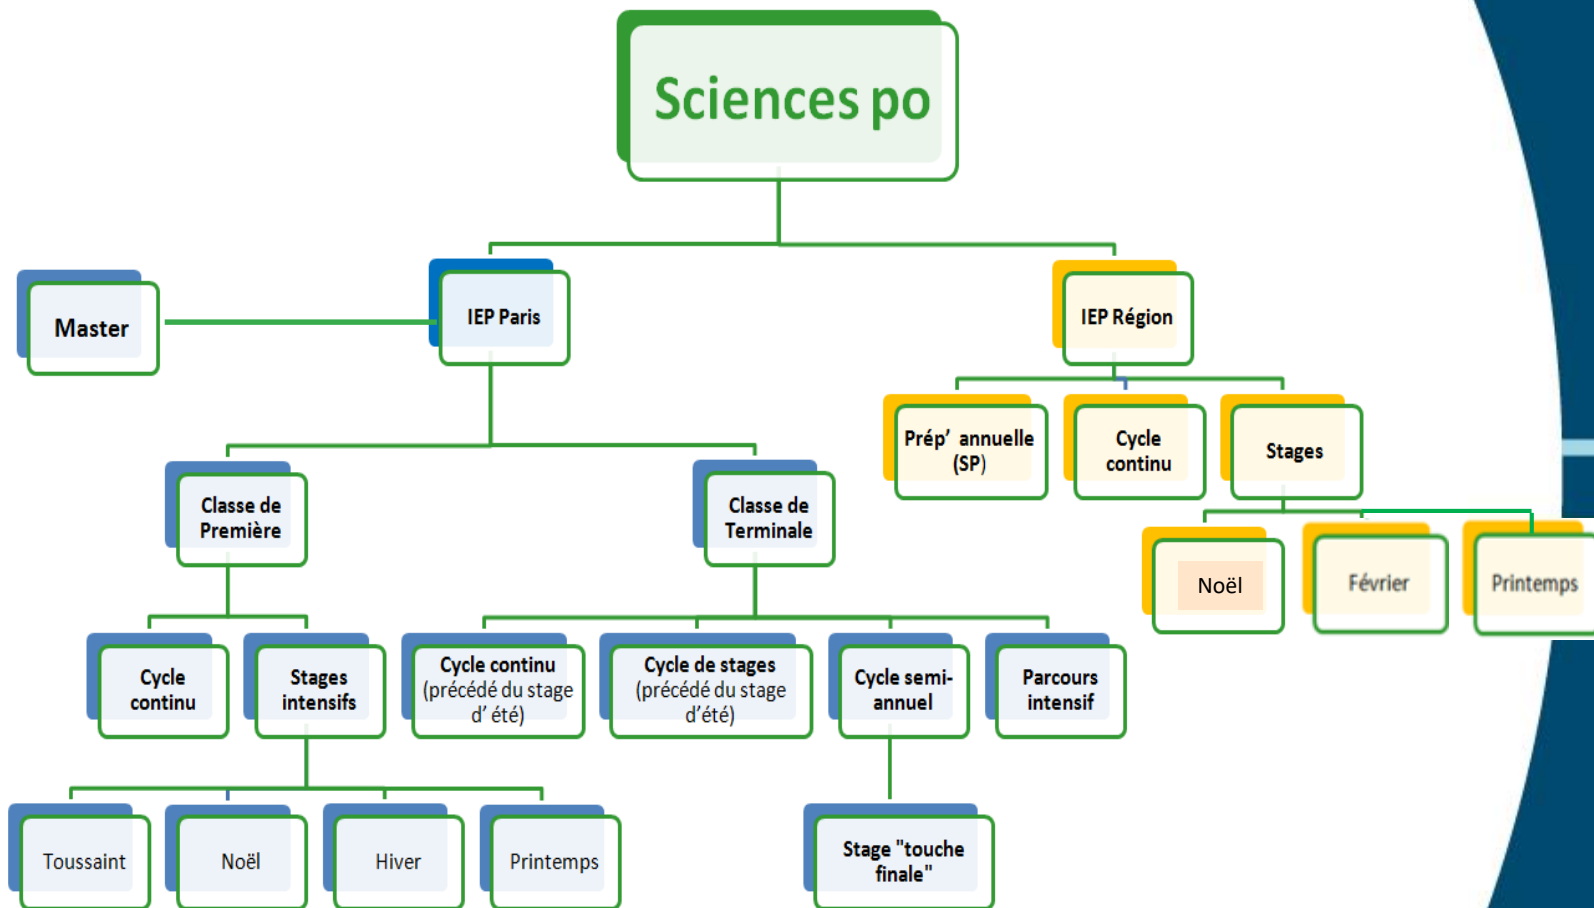 Sciences po
Master
IEP Paris
IEP Région
Prép’ annuelle
(SP)
Cycle
continu
Stages
Classe de
Première
Classe de
Terminale
Noël
Février
Printemps
Cycle
continu
Stages
intensifs
Cycle continu
(précédé du stage
d’ été)
Cycle de stages
(précédé du stage
d’été)
Cycle semi-
annuel
Parcours
intensif
Toussaint
Noël
Hiver
Printemps
Stage "touche
finale"